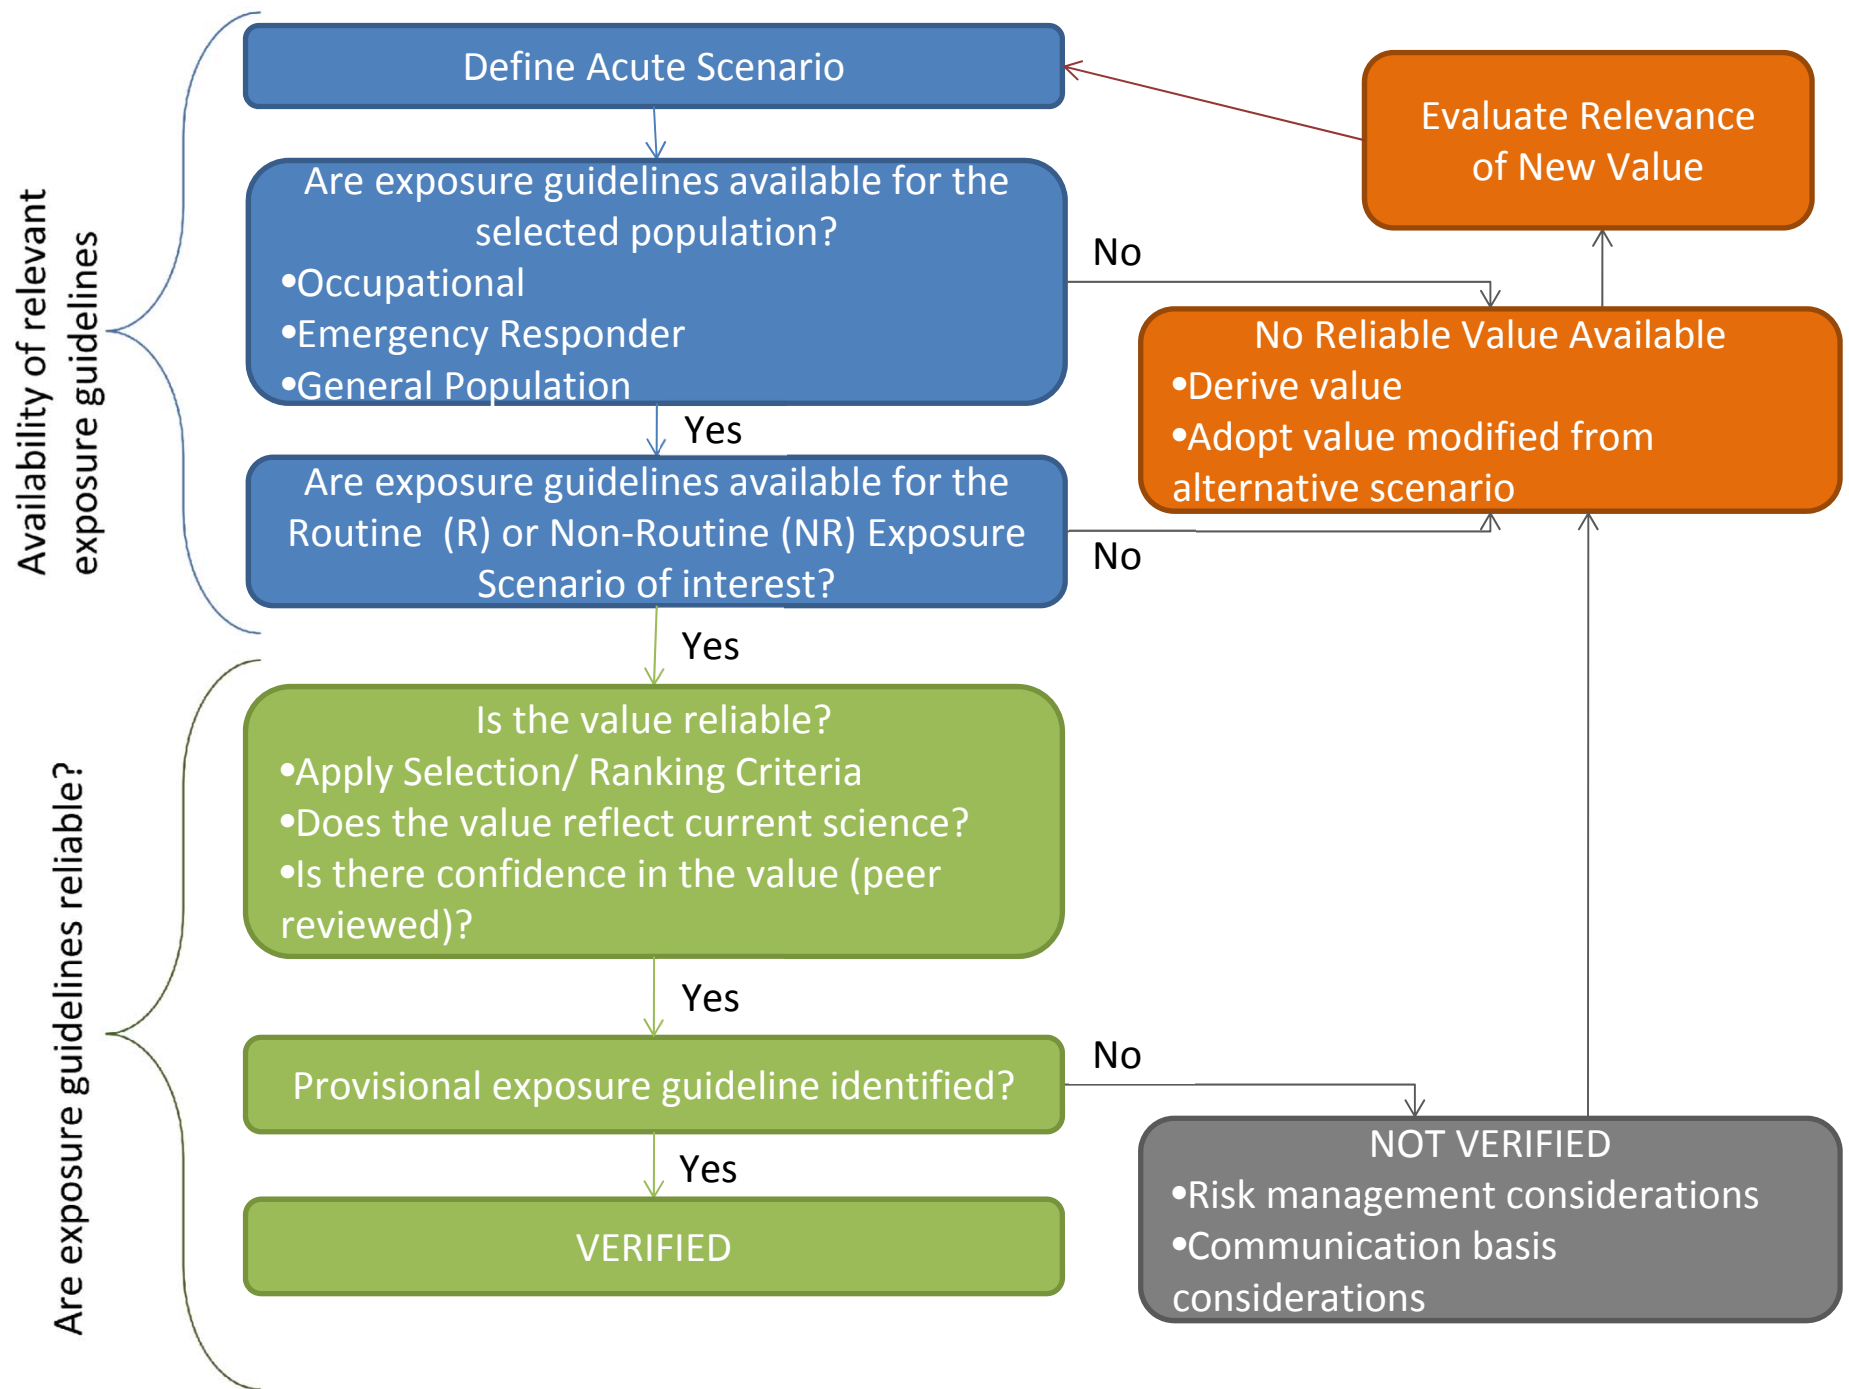 Availability of relevant
exposure guidelines
Define Acute Scenario
Are exposure guidelines available for the
selected population?
•Occupational
•Emergency Responder
•General Population
No
Yes
Are exposure guidelines available for the
Routine  (R) or Non-Routine (NR) Exposure
Scenario of interest?
No
Yes
Evaluate Relevance
of New Value
No Reliable Value Available
•Derive value
•Adopt value modified from
alternative scenario
Are exposure guidelines reliable?
Is the value reliable?
•Apply Selection/ Ranking Criteria
•Does the value reflect current science?
•Is there confidence in the value (peer
reviewed)?
Yes
Provisional exposure guideline identified?
No
Yes
VERIFIED
NOT VERIFIED
•Risk management considerations
•Communication basis
considerations